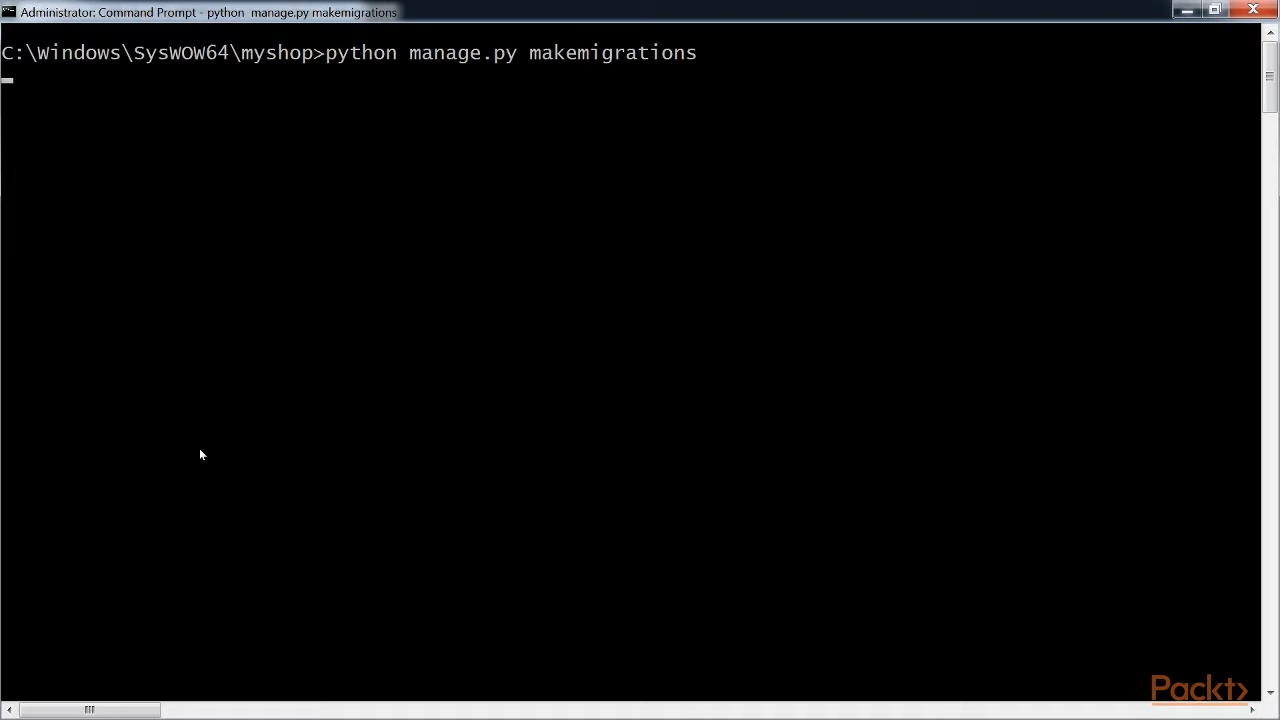 Administrator: Command Prompt - python  manage.py makemigrations
C:\Windows\SysWOW64\myshop>python manage.py makemigrations
Packt>